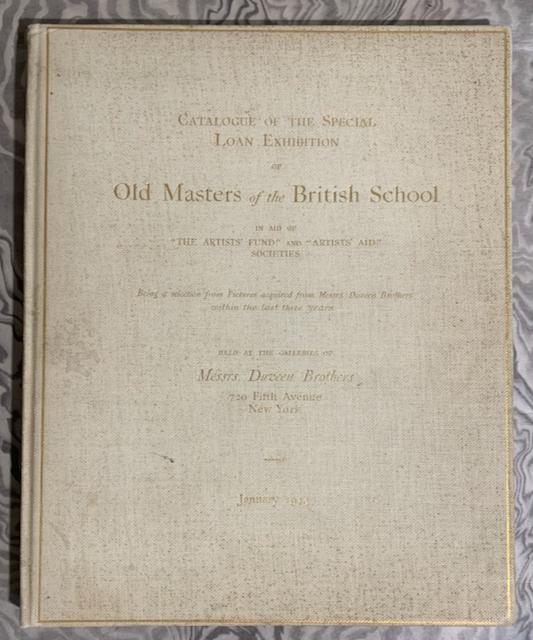 Catalogue of the Special
Loan Exhibition
of
Old Masters of the British School
in aid of
"The Artists' Fund" and "Artists' Aid"
Societies
Being a selection from Pictures acquired from Messrs. Duveen Brothers
within the last three years
held at the galleries of
Messrs. Duveen Brothers
720 Fifth Avenue
New York
January